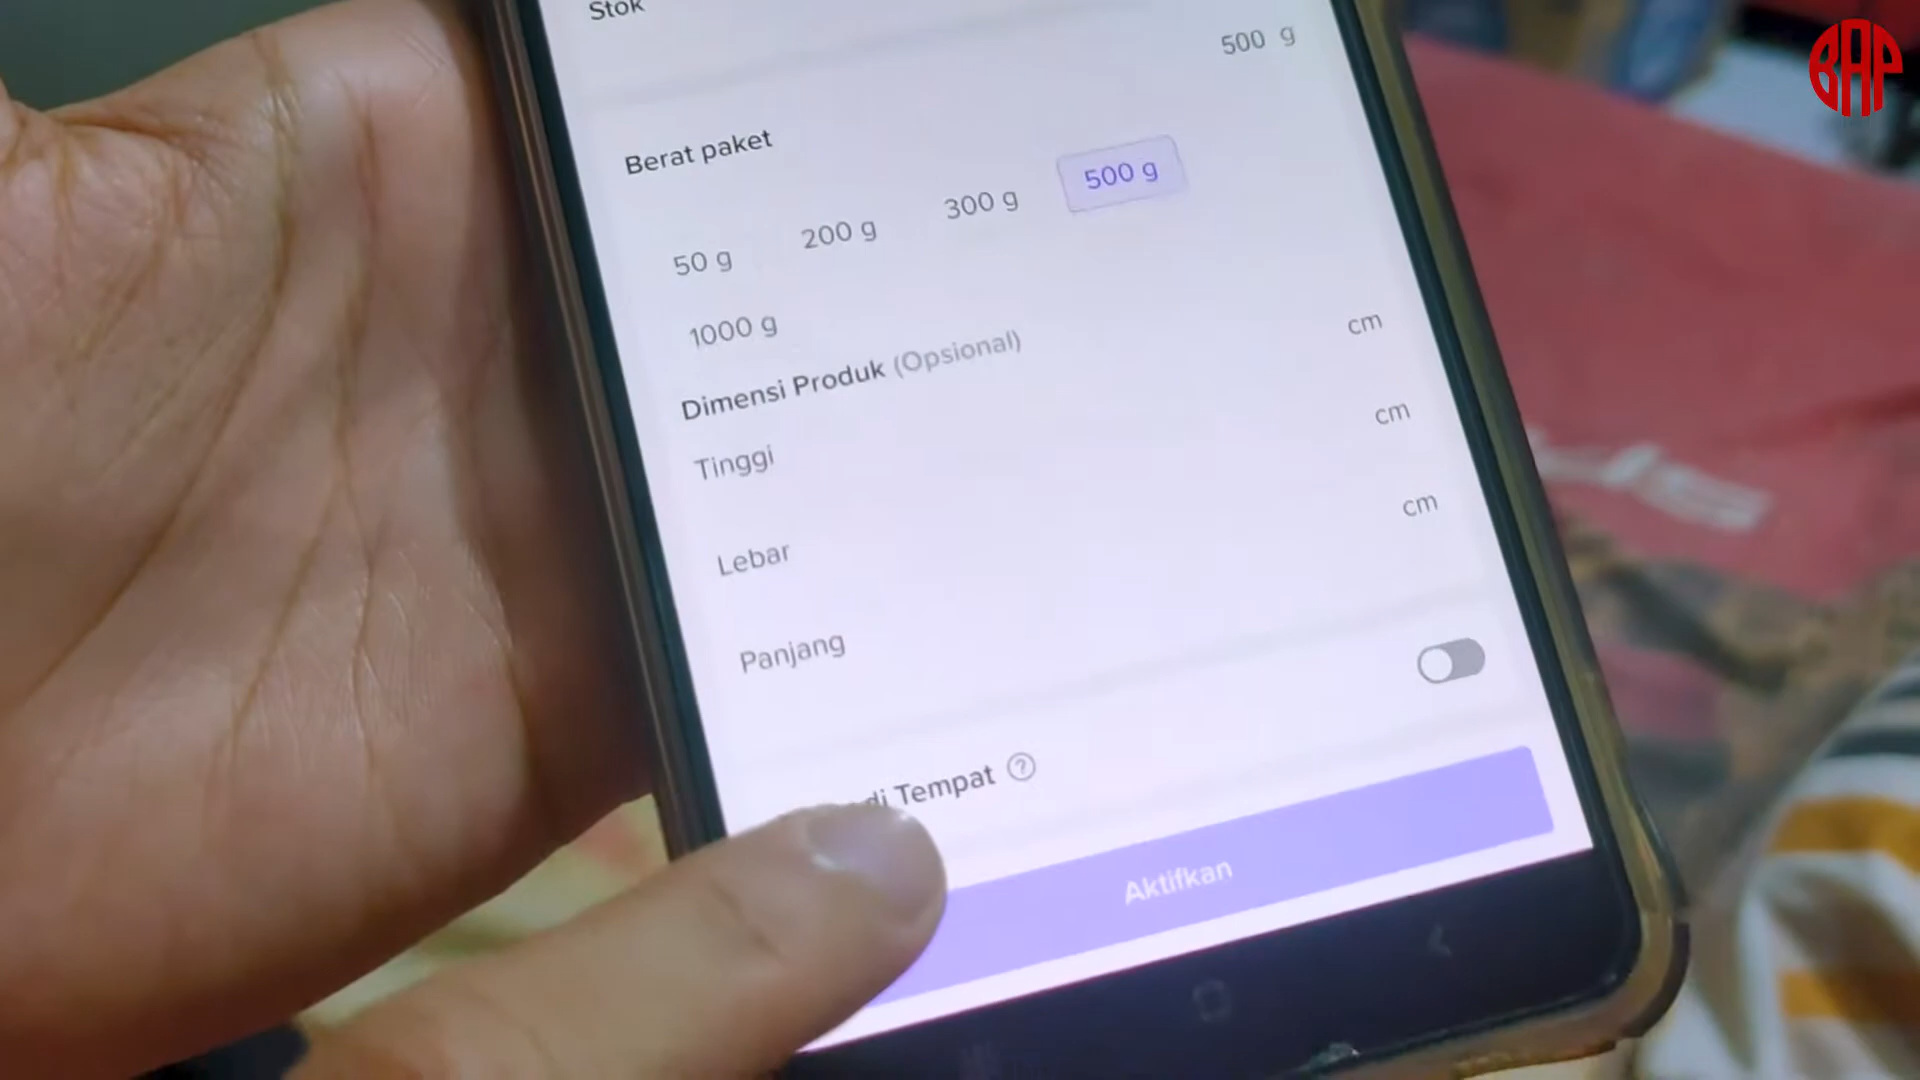 Stok
500 g
Berat paket
50 g 200 g 300 g 500 g
1000 g
Dimensi Produk (Opsional)
Tinggi cm
Lebar cm
Panjang cm
di Tempat
Aktifkan
BAP